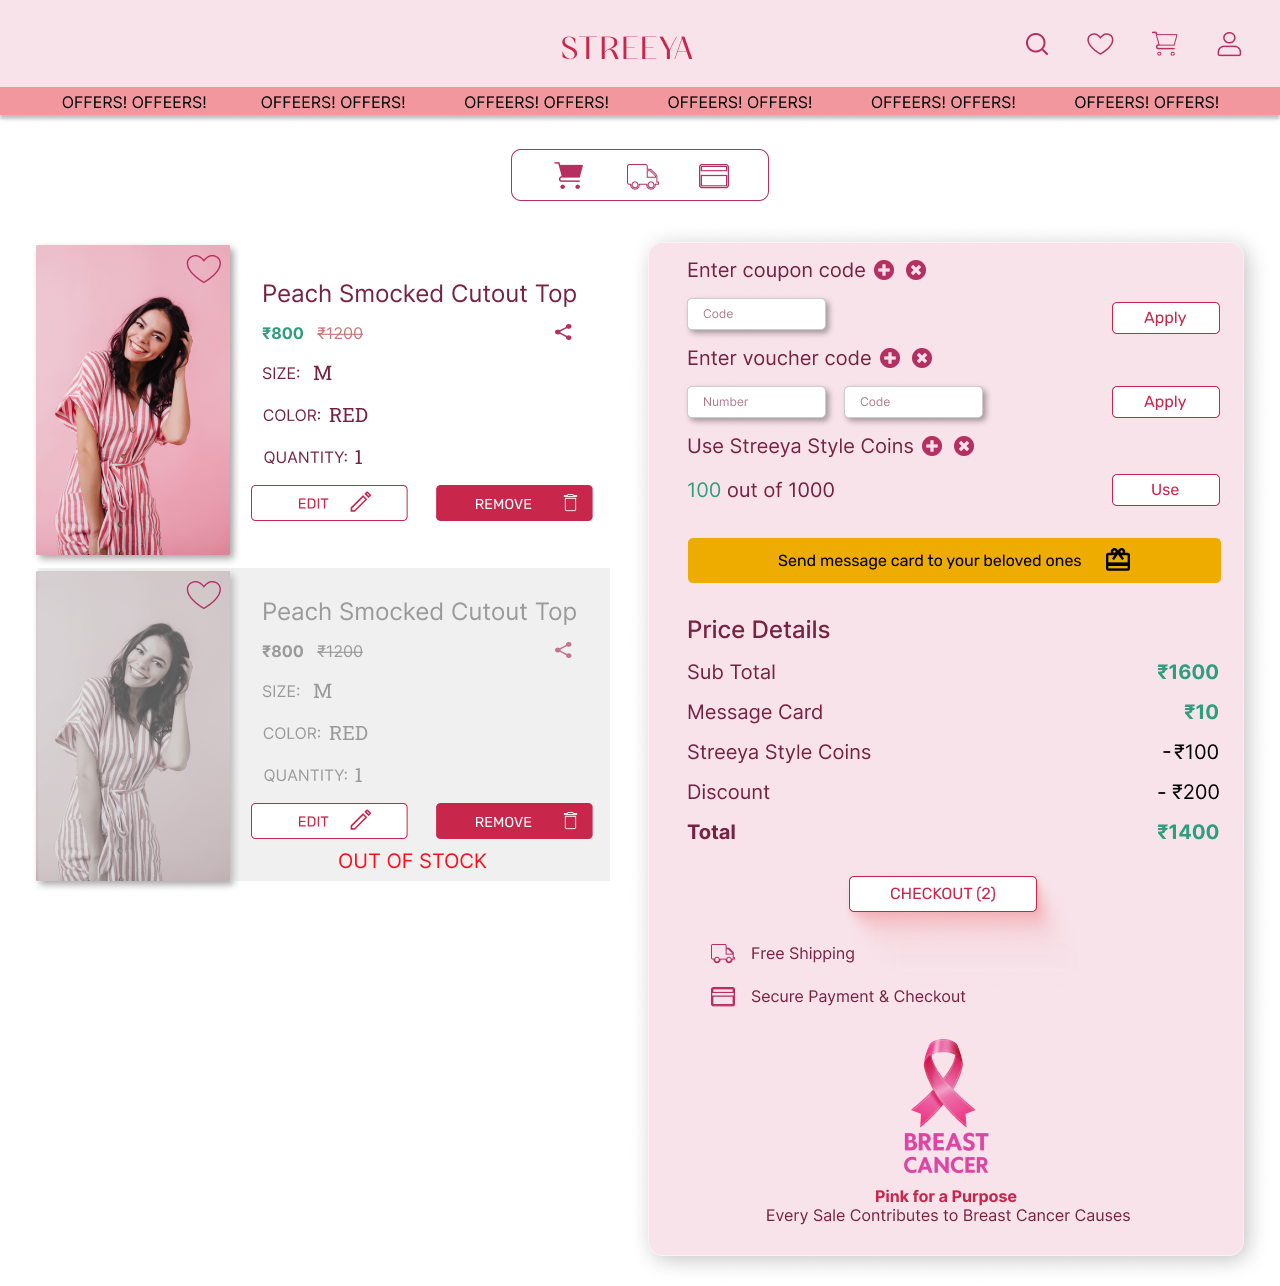 STREEYA
OFFERS! OFFEERS! OFFEERS! OFFERS! OFFEERS! OFFERS! OFFEERS! OFFERS! OFFEERS! OFFERS! OFFEERS! OFFERS!
Peach Smocked Cutout Top
₹800 ₹1200
SIZE: M
COLOR: RED
QUANTITY: 1
EDIT REMOVE
Peach Smocked Cutout Top
₹800 ₹1200
SIZE: M
COLOR: RED
QUANTITY: 1
EDIT REMOVE
OUT OF STOCK
Enter coupon code
Code Apply
Enter voucher code
Number Code Apply
Use Streeya Style Coins
100 out of 1000 Use
Send message card to your beloved ones
Price Details
Sub Total ₹1600
Message Card ₹10
Streeya Style Coins -₹100
Discount - ₹200
Total ₹1400
CHECKOUT (2)
Free Shipping
Secure Payment & Checkout
BREAST
CANCER
Pink for a Purpose
Every Sale Contributes to Breast Cancer Causes